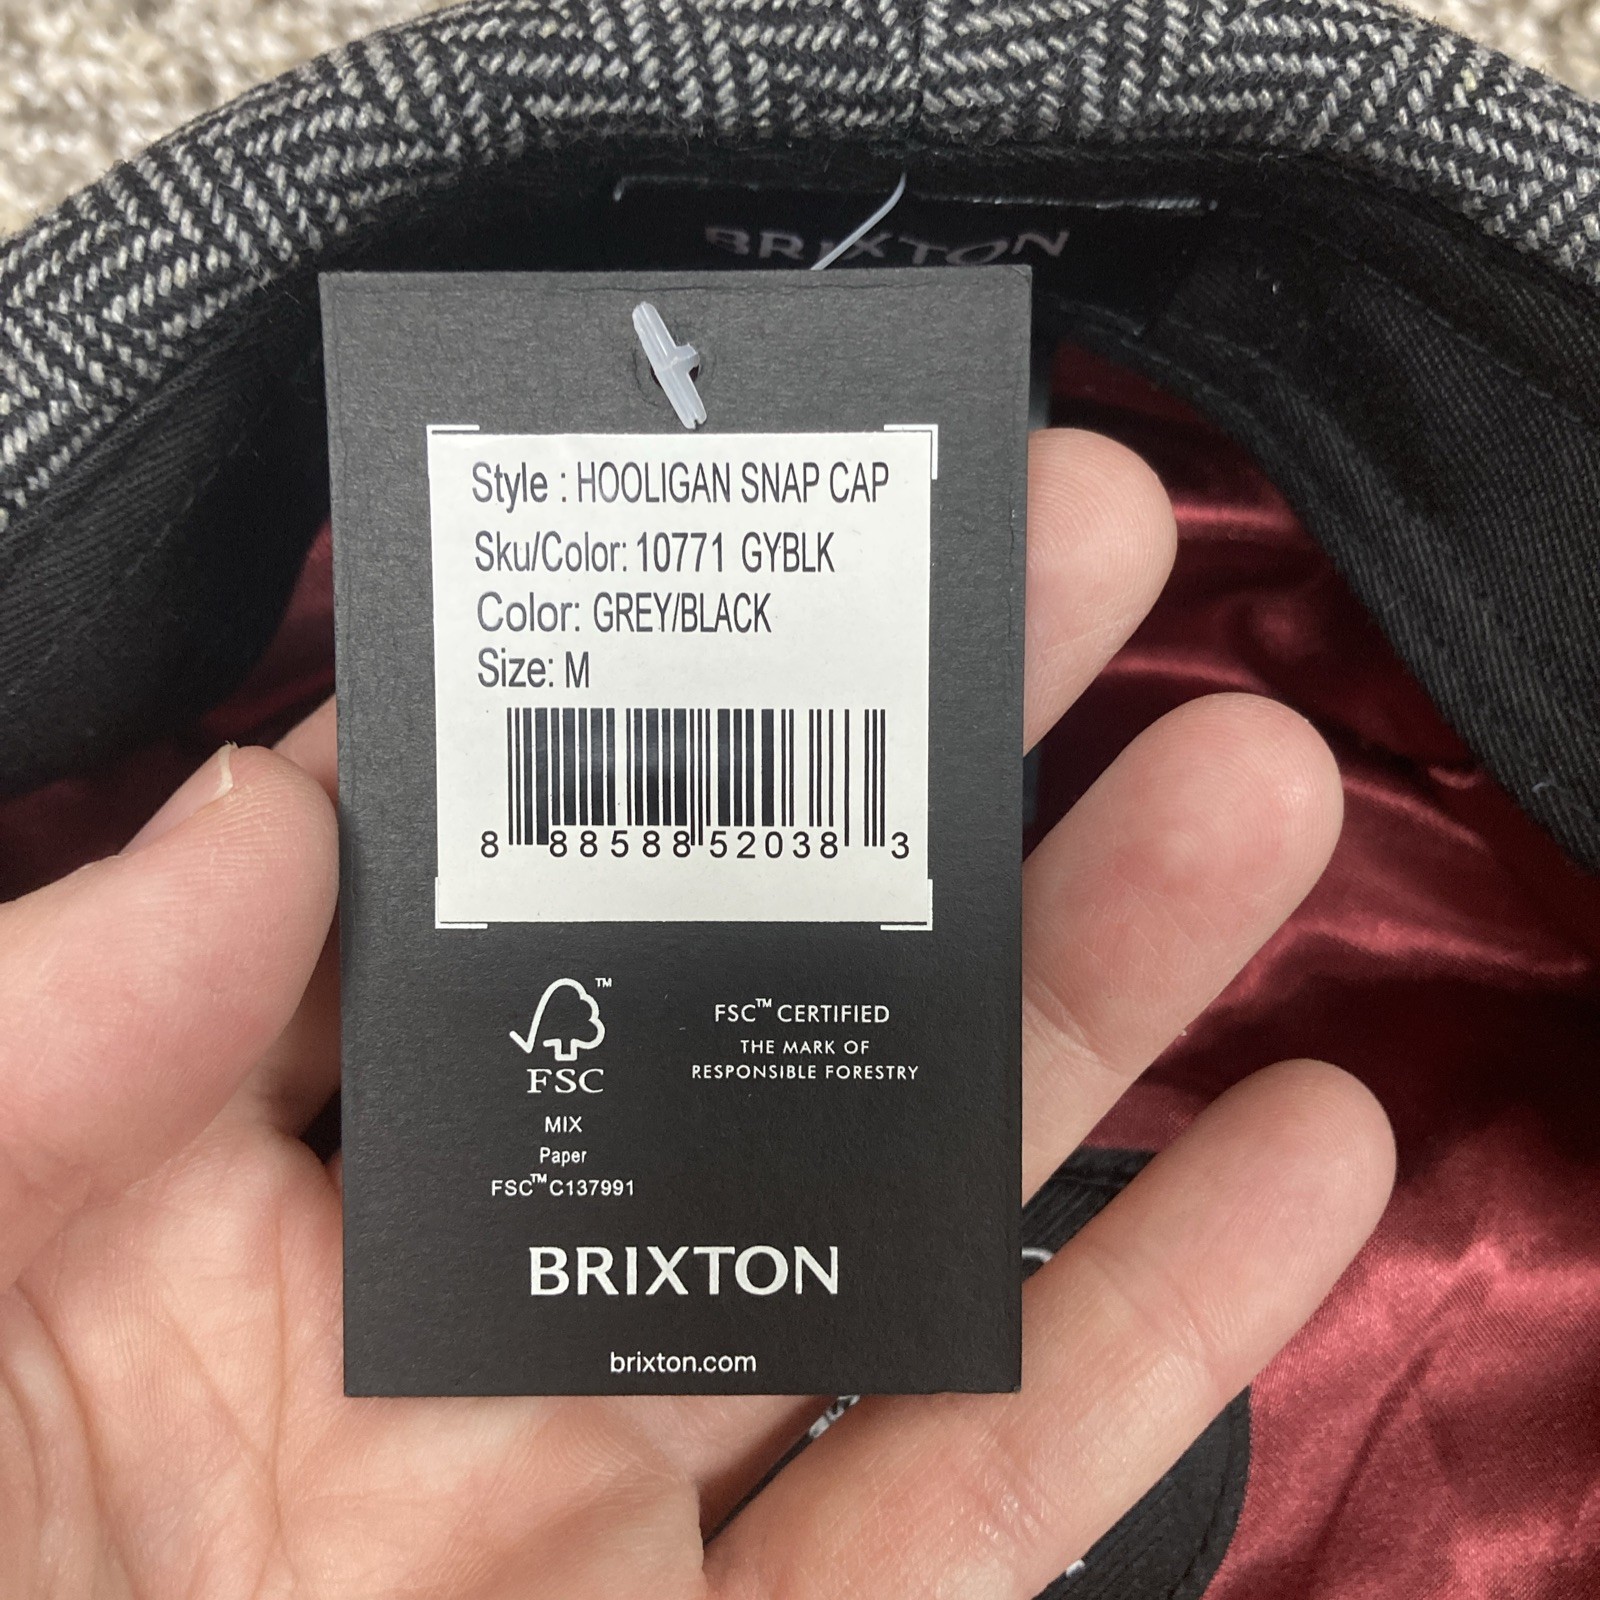 BRIXTON
Style : HOOLIGAN SNAP CAP
Sku/Color: 10771 GYBLK
Color: GREY/BLACK
Size: M
8 88588 52038 3
FSC™ CERTIFIED
THE MARK OF
RESPONSIBLE FORESTRY
™
FSC
MIX
Paper
FSC™ C137991
BRIXTON
brixton.com